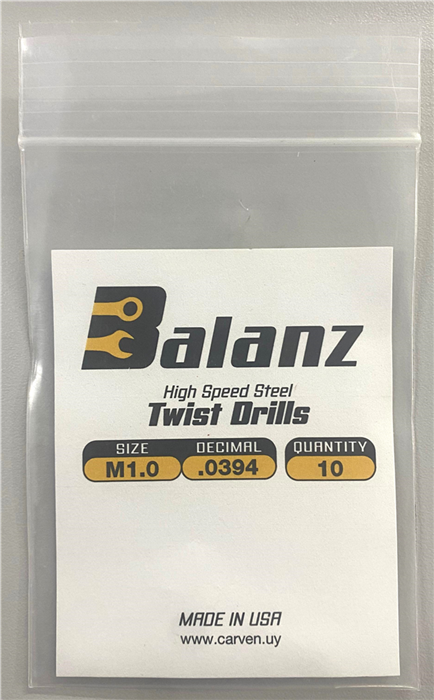 Balanz
High Speed Steel
Twist Drills
SIZE DECIMAL QUANTITY
M1.0 .0394 10
MADE IN USA
www.carven.uy